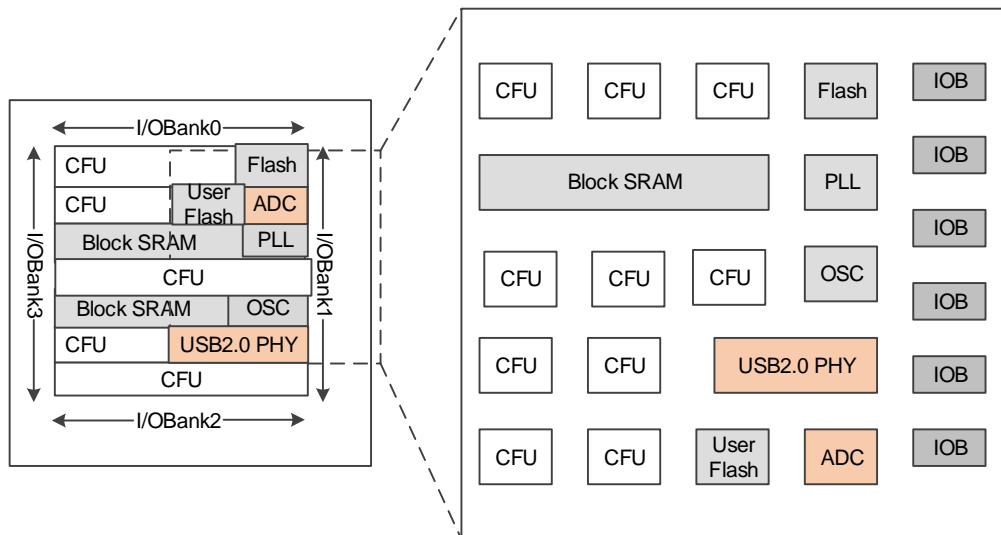 I/OBank0
CFU
Flash
CFU
User
Flash
ADC
Block SRAM
PLL
CFU
Block SRAM
OSC
CFU
USB2.0 PHY
CFU
I/OBank3
I/OBank1
I/OBank2
CFU
CFU
CFU
Flash
IOB
Block SRAM
PLL
IOB
IOB
CFU
CFU
CFU
OSC
IOB
CFU
CFU
USB2.0 PHY
IOB
CFU
CFU
User
Flash
ADC
IOB